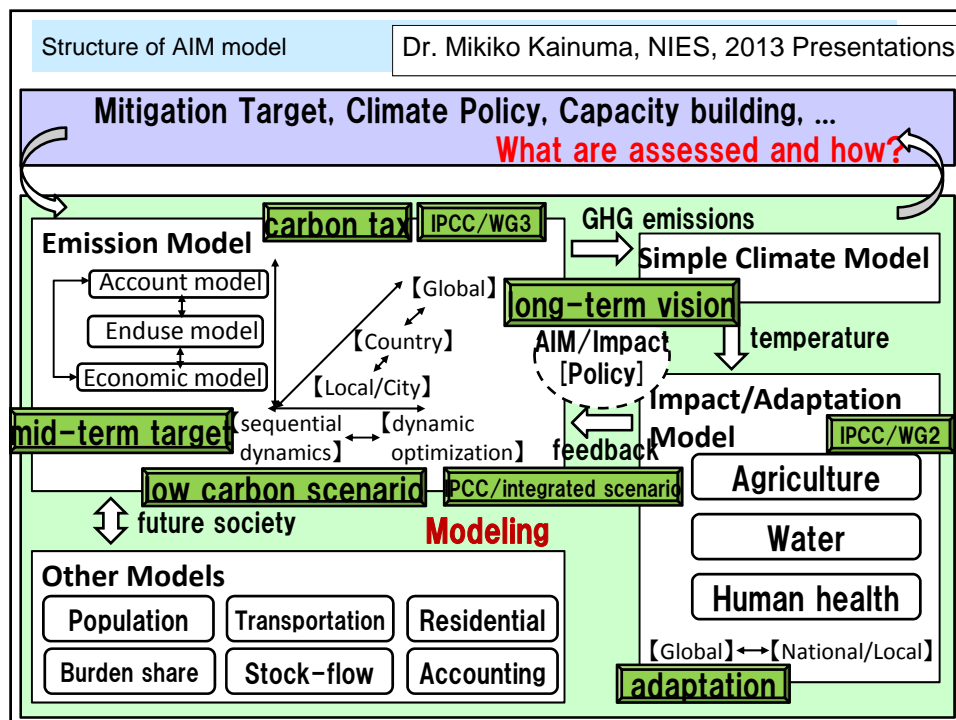 Structure of AIM model
Dr. Mikiko Kainuma, NIES, 2013 Presentations
Mitigation Target, Climate Policy, Capacity building, ...
What are assessed and how?
carbon tax
IPCC/WG3
GHG emissions
Emission Model
Simple Climate Model
Account model
【Global】
long-term vision
Enduse model
【Country】
AIM/Impact
[Policy]
temperature
Economic model
【Local/City】
Impact/Adaptation
Model
IPCC/WG2
mid-term target
【sequential
dynamics】
【dynamic
optimization】
feedback
low carbon scenario
IPCC/integrated scenario
Agriculture
future society
Modeling
Water
Other Models
Human health
Population
Transportation
Residential
【Global】
【National/Local】
Burden share
Stock-flow
Accounting
adaptation